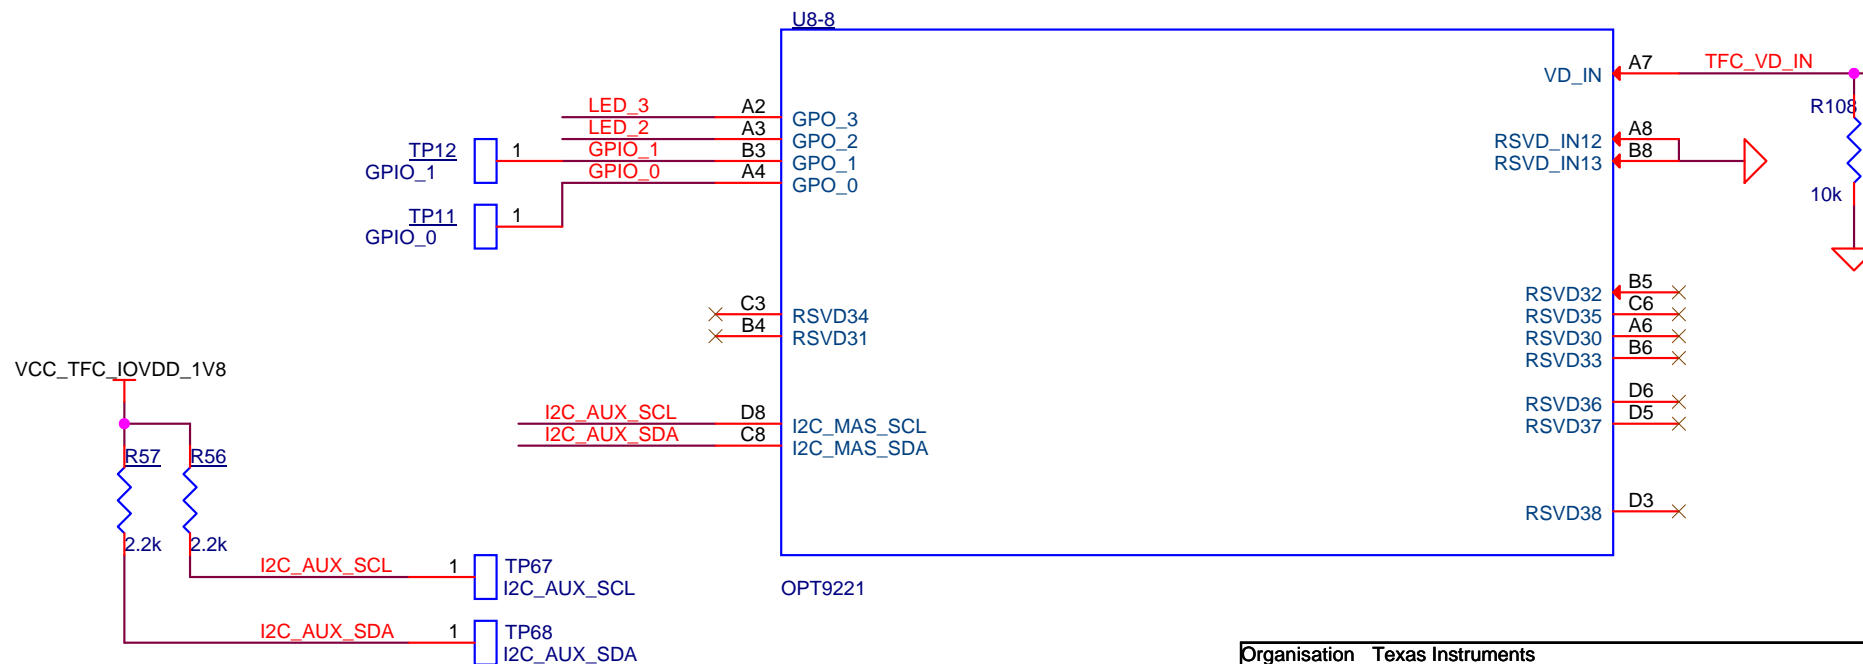 U8-8
VD_IN A7 TFC_VD_IN
R108
10k
LED_3 A2 GPO_3
LED_2 A3 GPO_2
TP12 1 GPIO_1 B3 GPO_1
GPIO_1
GPIO_0 A4 GPO_0
TP11 1
GPIO_0
RSVD_IN12 A8
RSVD_IN13 B8
C3 RSVD34
B4 RSVD31
RSVD32 B5
RSVD35 C6
RSVD30 A6
RSVD33 B6
RSVD36 D6
RSVD37 D5
RSVD38 D3
VCC_TFC_IOVDD_1V8
I2C_AUX_SCL D8 I2C_MAS_SCL
I2C_AUX_SDA C8 I2C_MAS_SDA
R57 R56
2.2k 2.2k
I2C_AUX_SCL 1 TP67
I2C_AUX_SCL
I2C_AUX_SDA 1 TP68
I2C_AUX_SDA
OPT9221
Organisation Texas Instruments